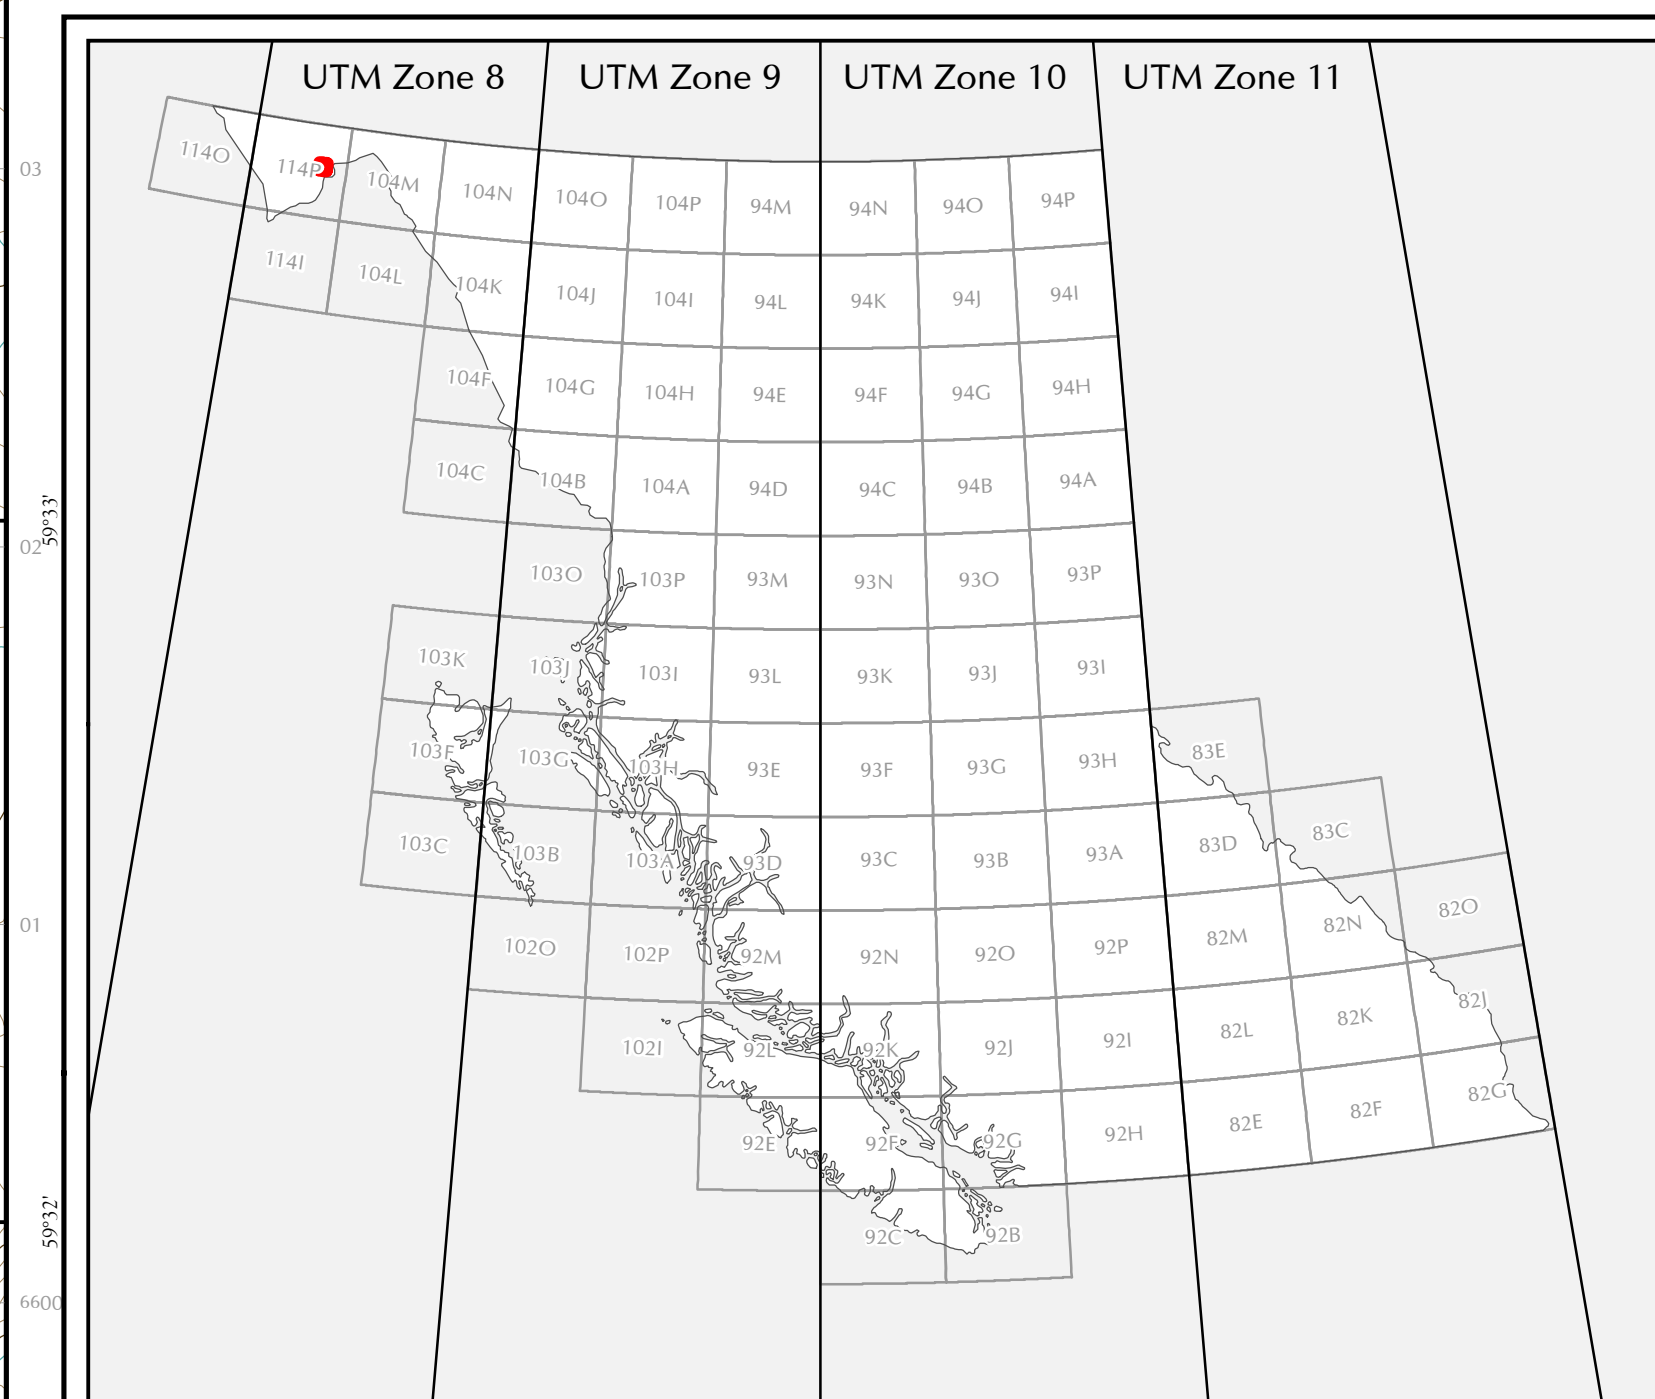 UTM Zone 8 UTM Zone 9 UTM Zone 10 UTM Zone 11
03
114O 114P 104M 104N 104O 104P 94M 94N 94O 94P
114I 104L 104K 104J 104I 94L 94K 94J 94I
104F 104G 104H 94E 94F 94G 94H
104C 104B 104A 94D 94C 94B 94A
59°33'
02
103O 103P 93M 93N 93O 93P
103K 103J 103I 93L 93K 93J 93I
103F 103G 103H 93E 93F 93G 93H 83E
103C 103B 103A 93D 93C 93B 93A 83D 83C
01
102O 102P 92M 92N 92O 92P 82M 82N 82O
102I 92L 92K 92J 92I 82L 82K 82J
92E 92F 92G 92H 82E 82F 82G
59°32'
92C 92B
6600